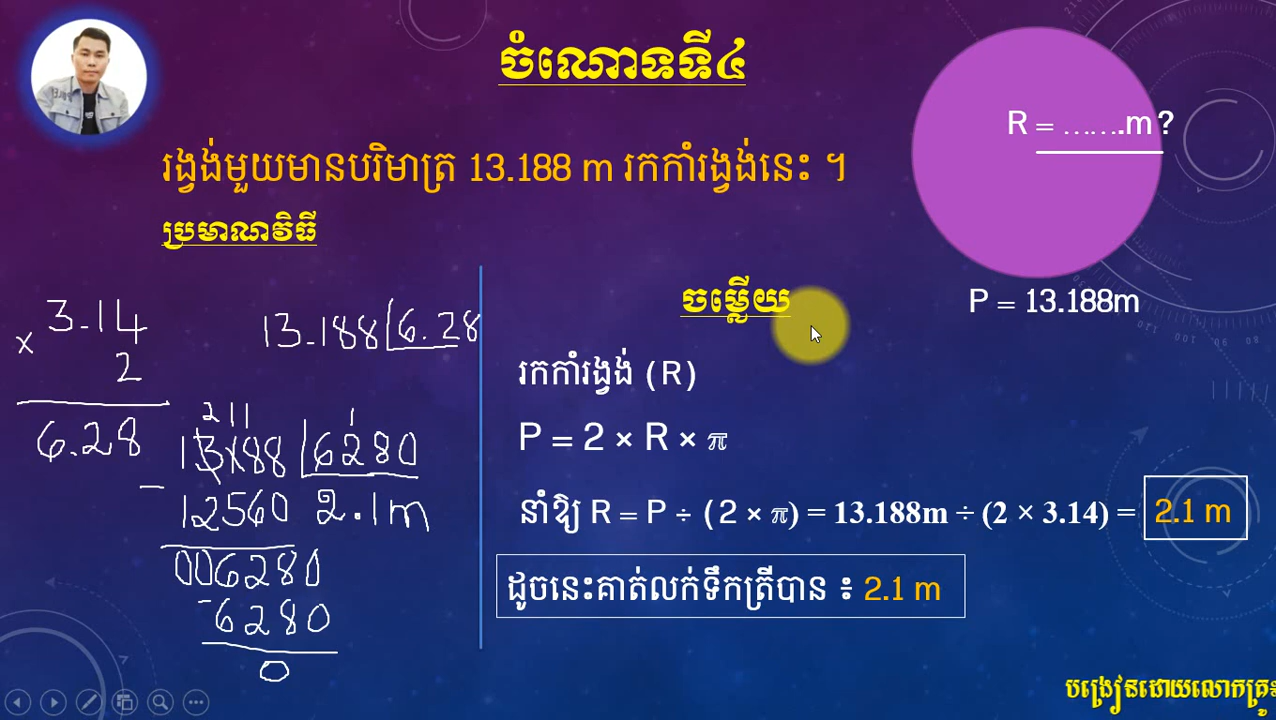 ចំណោទទី៤
R = …….m?
រង្វង់មួយមានបរិមាត្រ 13.188 m រកកាំរង្វង់នេះ ។
ប្រមាណវិធី
3.14
× 2
6.28
13.188 6.28
2 1 1 1
13188 6280
- 12560 2.1m
006280
- 6280
0
ចម្លើយ
P = 13.188m
រកកាំរង្វង់ (R)
P = 2 × R × π
នាំឱ្យ R = P ÷ (2 × π) = 13.188m ÷ (2 × 3.14) = 2.1 m
ដូចនេះគាត់លក់ទឹកត្រីបាន ៖ 2.1 m
បង្រៀនដោយលោកគ្រូ៖